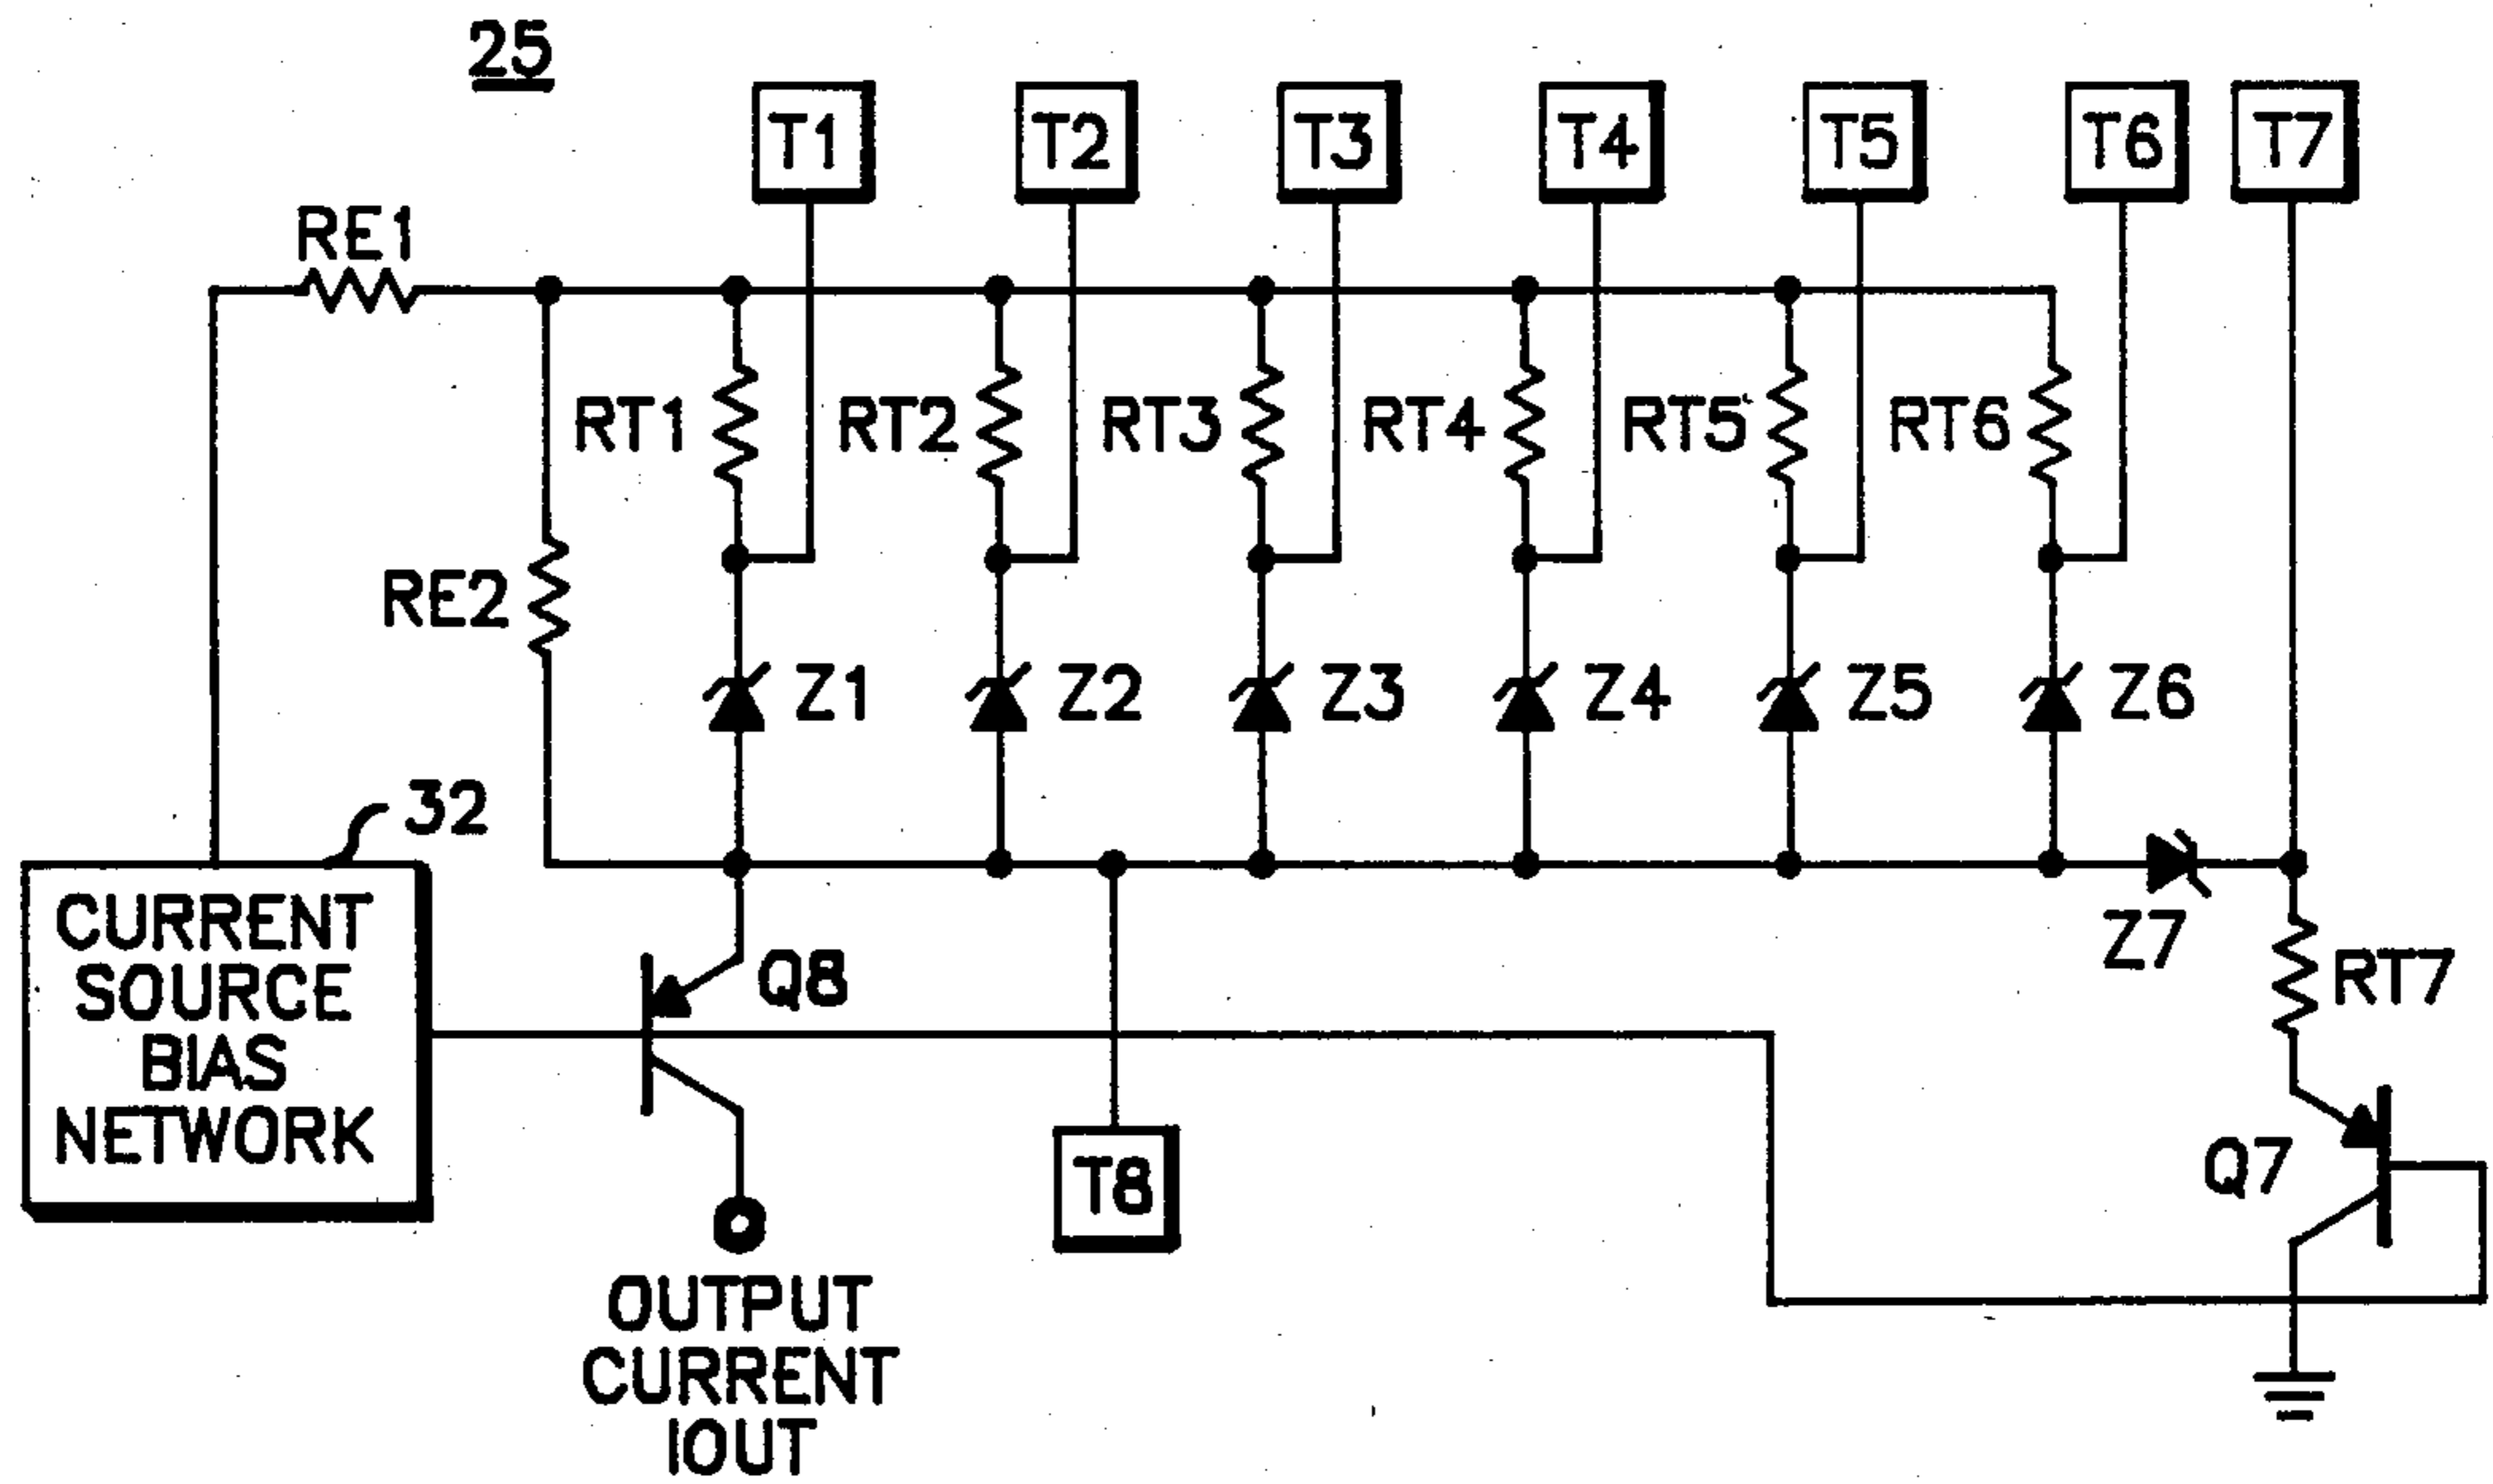 25
T1 T2 T3 T4 T5 T6 T7
RE1
RT1 RT2 RT3 RT4 RT5 RT6
RE2
Z1 Z2 Z3 Z4 Z5 Z6
32
CURRENT
SOURCE
BIAS
NETWORK
Q8
Z7
RT7
T8
Q7
OUTPUT
CURRENT
IOUT